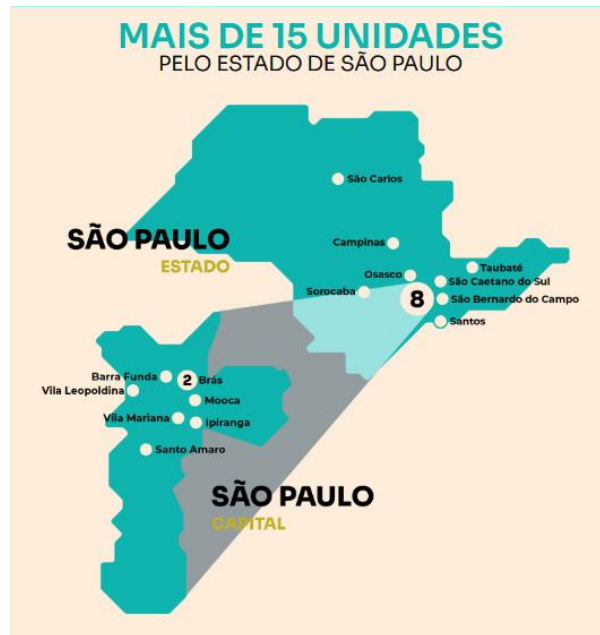 MAIS DE 15 UNIDADES
PELO ESTADO DE SÃO PAULO
São Carlos
SÃO PAULO
ESTADO
Campinas
Osasco
Taubaté
São Caetano do Sul
Sorocaba
8
São Bernardo do Campo
Santos
Barra Funda
2
Brás
Vila Leopoldina
Mooca
Vila Mariana
Ipiranga
Santo Amaro
SÃO PAULO
CAPITAL